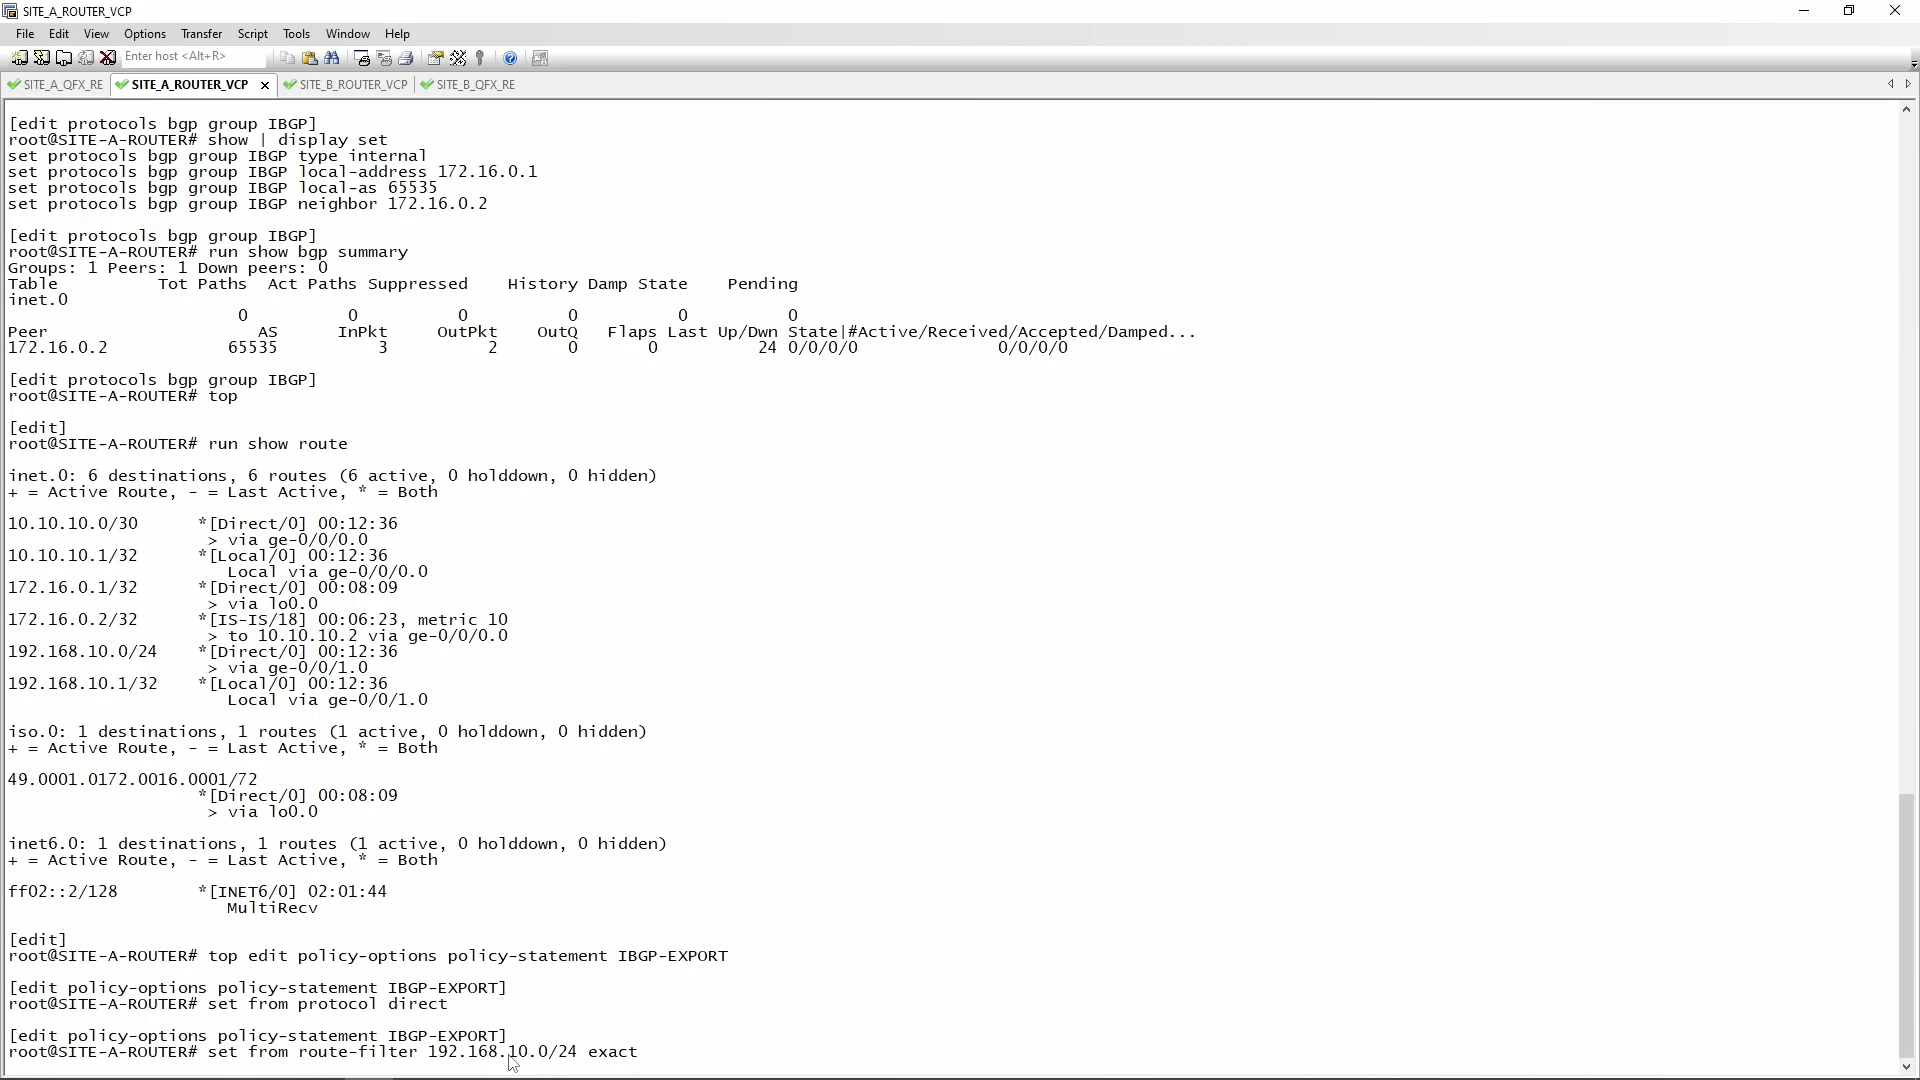 SITE_A_ROUTER_VCP
File Edit View Options Transfer Script Tools Window Help
Enter host <Alt+R>
SITE_A_QFX_RE SITE_A_ROUTER_VCP SITE_B_ROUTER_VCP SITE_B_QFX_RE
[edit protocols bgp group IBGP]
root@SITE-A-ROUTER# show | display set
set protocols bgp group IBGP type internal
set protocols bgp group IBGP local-address 172.16.0.1
set protocols bgp group IBGP local-as 65535
set protocols bgp group IBGP neighbor 172.16.0.2
[edit protocols bgp group IBGP]
root@SITE-A-ROUTER# run show bgp summary
Groups: 1 Peers: 1 Down peers: 0
Table          Tot Paths  Act Paths Suppressed    History Damp State    Pending
inet.0
0          0          0          0          0          0
Peer                     AS      InPkt     OutPkt    OutQ   Flaps Last Up/Dwn State|#Active/Received/Accepted/Damped...
172.16.0.2            65535          3          2       0       0          24 0/0/0/0              0/0/0/0
[edit protocols bgp group IBGP]
root@SITE-A-ROUTER# top
[edit]
root@SITE-A-ROUTER# run show route
inet.0: 6 destinations, 6 routes (6 active, 0 holddown, 0 hidden)
+ = Active Route, - = Last Active, * = Both
10.10.10.0/30      *[Direct/0] 00:12:36
> via ge-0/0/0.0
10.10.10.1/32      *[Local/0] 00:12:36
Local via ge-0/0/0.0
172.16.0.1/32      *[Direct/0] 00:08:09
> via lo0.0
172.16.0.2/32      *[IS-IS/18] 00:06:23, metric 10
> to 10.10.10.2 via ge-0/0/0.0
192.168.10.0/24    *[Direct/0] 00:12:36
> via ge-0/0/1.0
192.168.10.1/32    *[Local/0] 00:12:36
Local via ge-0/0/1.0
iso.0: 1 destinations, 1 routes (1 active, 0 holddown, 0 hidden)
+ = Active Route, - = Last Active, * = Both
49.0001.0172.0016.0001/72
*[Direct/0] 00:08:09
> via lo0.0
inet6.0: 1 destinations, 1 routes (1 active, 0 holddown, 0 hidden)
+ = Active Route, - = Last Active, * = Both
ff02::2/128        *[INET6/0] 02:01:44
MultiRecv
[edit]
root@SITE-A-ROUTER# top edit policy-options policy-statement IBGP-EXPORT
[edit policy-options policy-statement IBGP-EXPORT]
root@SITE-A-ROUTER# set from protocol direct
[edit policy-options policy-statement IBGP-EXPORT]
root@SITE-A-ROUTER# set from route-filter 192.168.10.0/24 exact